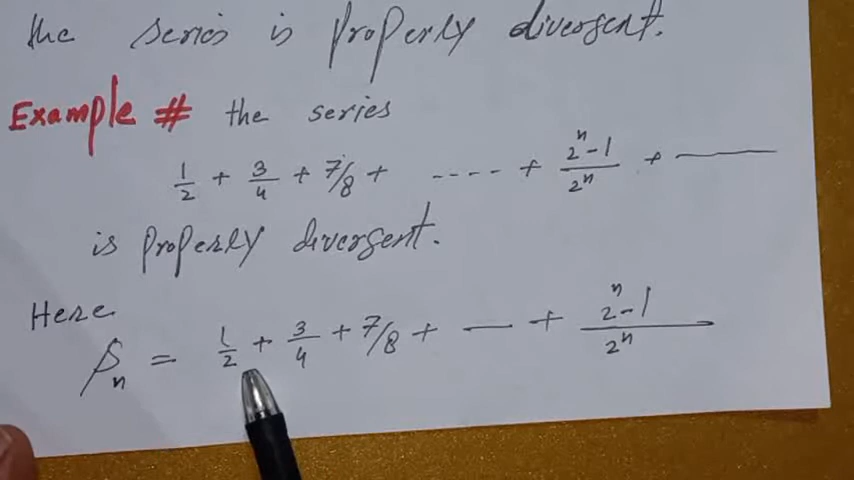 the series is properly divergent.
Example # the series
1/2 + 3/4 + 7/8 + ---- + 2^n-1/2^n + ——
is properly divergent.
Here
S_n = 1/2 + 3/4 + 7/8 + — + 2^n-1/2^n